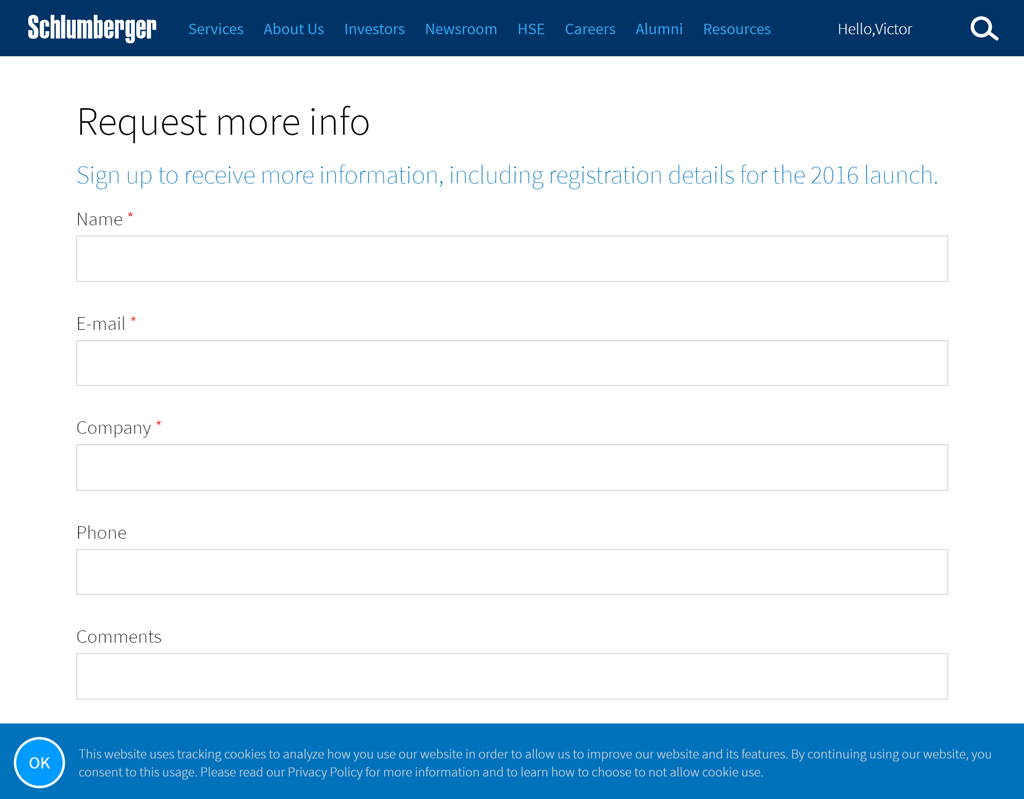 Schlumberger Services About Us Investors Newsroom HSE Careers Alumni Resources Hello,Victor
Request more info
Sign up to receive more information, including registration details for the 2016 launch.
Name *
E-mail *
Company *
Phone
Comments
OK
This website uses tracking cookies to analyze how you use our website in order to allow us to improve our website and its features. By continuing using our website, you
consent to this usage. Please read our Privacy Policy for more information and to learn how to choose to not allow cookie use.